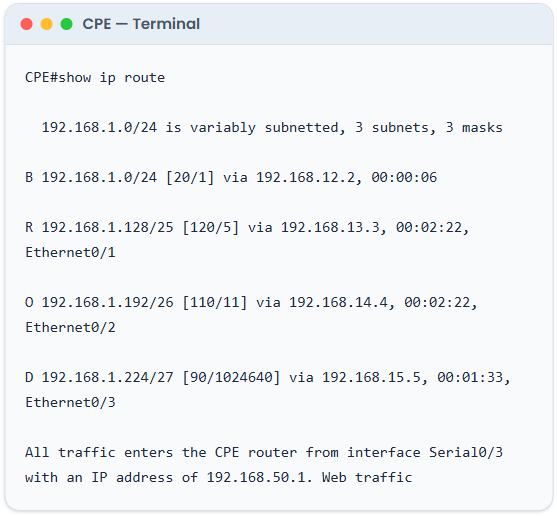 CPE — Terminal
CPE#show ip route
192.168.1.0/24 is variably subnetted, 3 subnets, 3 masks
B 192.168.1.0/24 [20/1] via 192.168.12.2, 00:00:06
R 192.168.1.128/25 [120/5] via 192.168.13.3, 00:02:22,
Ethernet0/1
O 192.168.1.192/26 [110/11] via 192.168.14.4, 00:02:22,
Ethernet0/2
D 192.168.1.224/27 [90/1024640] via 192.168.15.5, 00:01:33,
Ethernet0/3
All traffic enters the CPE router from interface Serial0/3
with an IP address of 192.168.50.1. Web traffic